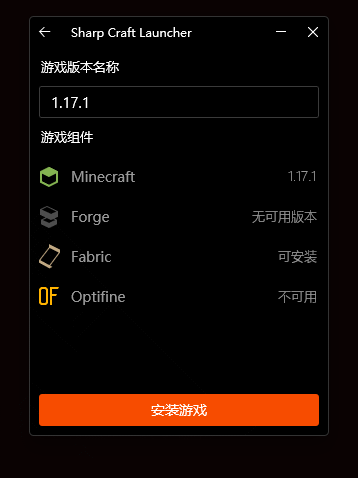 Sharp Craft Launcher
游戏版本名称
1.17.1
游戏组件
Minecraft 1.17.1
Forge 无可用版本
Fabric 可安装
OF Optifine 不可用
安装游戏